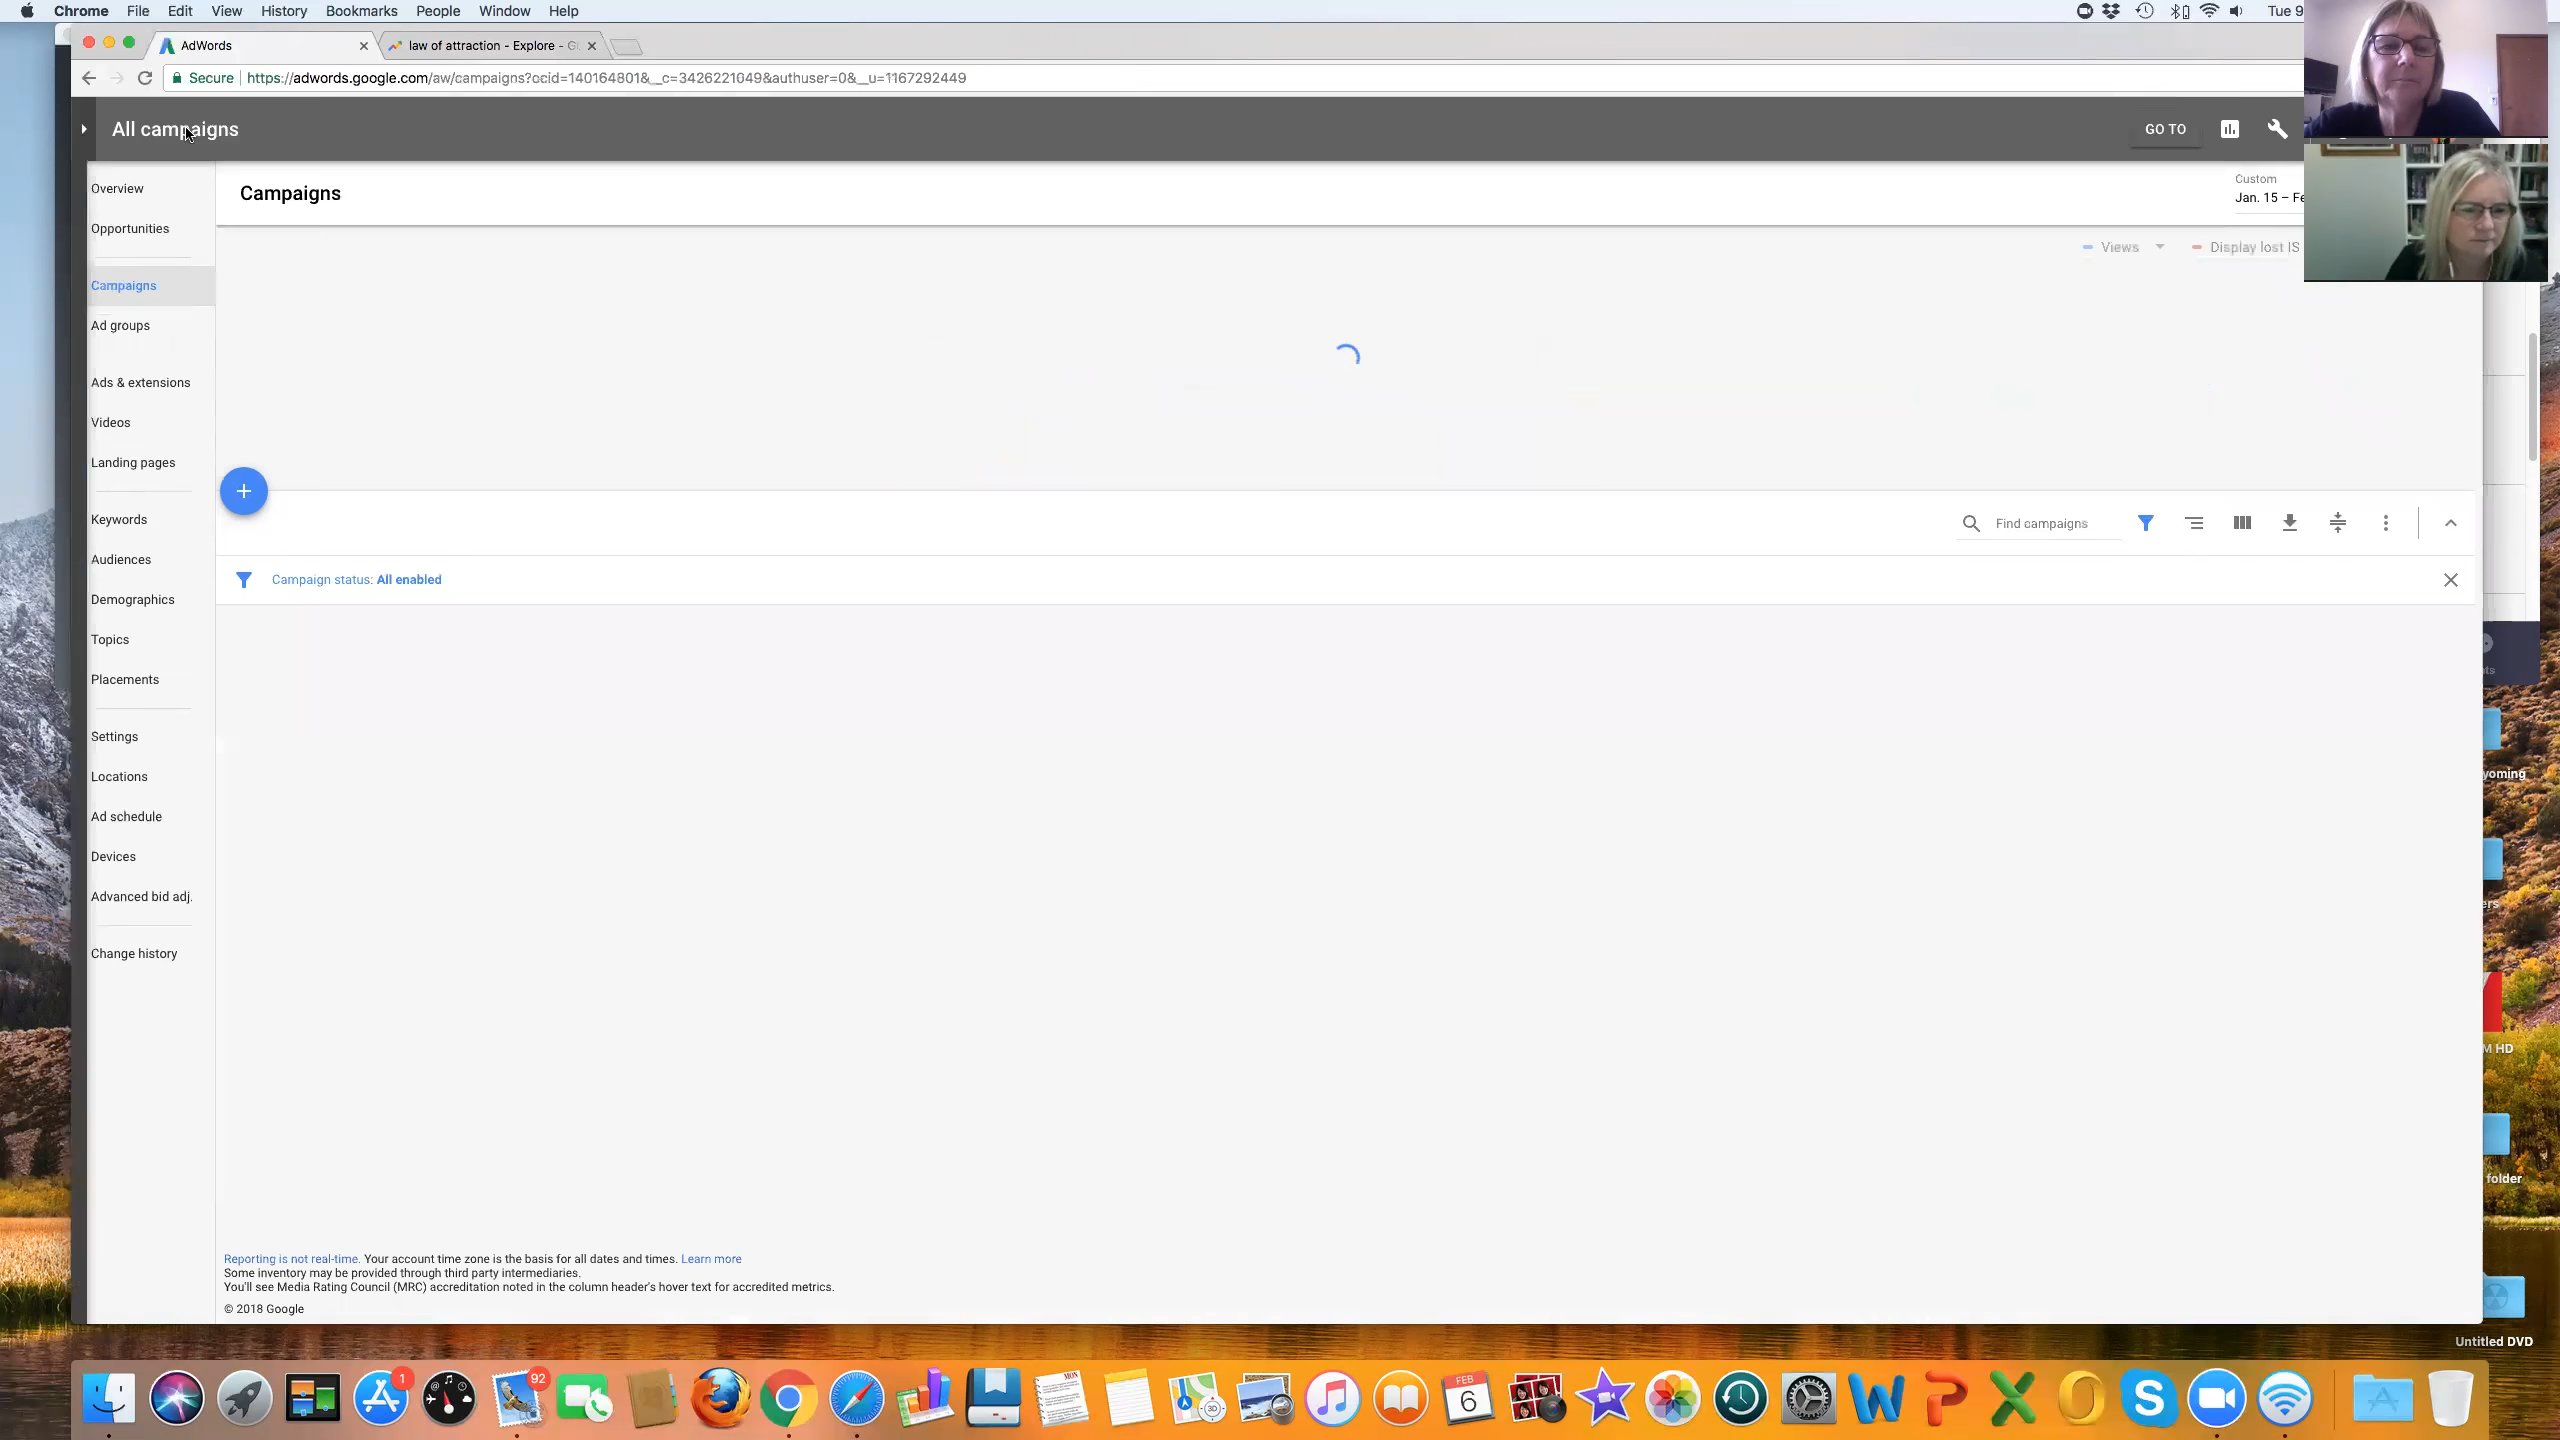 Chrome File Edit View History Bookmarks People Window Help
Tue 9
AdWords
law of attraction - Explore - G
Secure https://adwords.google.com/aw/campaigns?ocid=140164801&__c=3426221049&authuser=0&__u=1167292449
All campaigns
GO TO
Overview
Opportunities
Campaigns
Ad groups
Ads & extensions
Videos
Landing pages
Keywords
Audiences
Demographics
Topics
Placements
Settings
Locations
Ad schedule
Devices
Advanced bid adj.
Change history
Campaigns
Custom
Jan. 15 – Fe
Views
Display lost IS
Find campaigns
Campaign status: All enabled
Reporting is not real-time. Your account time zone is the basis for all dates and times. Learn more
Some inventory may be provided through third party intermediaries.
You'll see Media Rating Council (MRC) accreditation noted in the column header's hover text for accredited metrics.
© 2018 Google
yoming
ers
M HD
folder
Untitled DVD
1
92
MON
3D
FEB
6